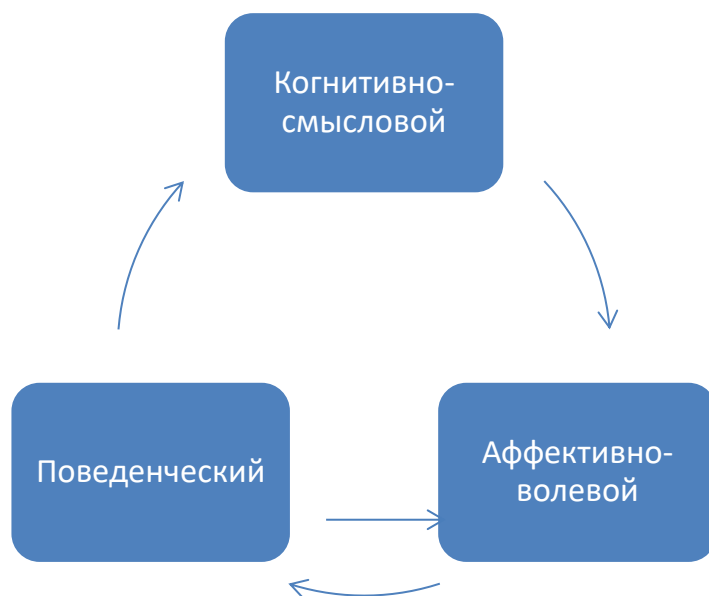 Когнитивно-
смысловой
Поведенческий
Аффективно-
волевой